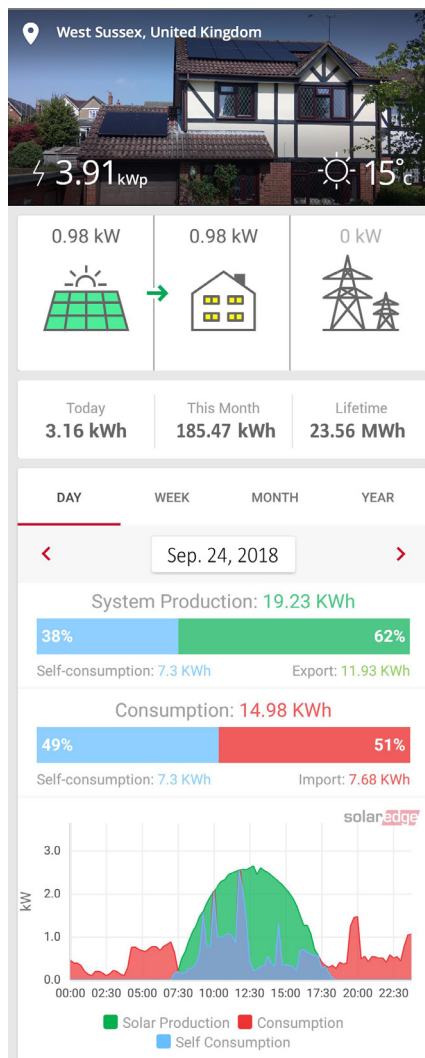 West Sussex, United Kingdom
3.91 kWp 15°c
0.98 kW 0.98 kW 0 kW
Today This Month Lifetime
3.16 kWh 185.47 kWh 23.56 MWh
DAY WEEK MONTH YEAR
Sep. 24, 2018
System Production: 19.23 KWh
38% 62%
Self-consumption: 7.3 KWh Export: 11.93 KWh
Consumption: 14.98 KWh
49% 51%
Self-consumption: 7.3 KWh Import: 7.68 KWh
solaredge
3.0
2.0
kW
1.0
0.0
00:00 02:30 05:00 07:30 10:00 12:30 15:00 17:30 20:00 22:30
Solar Production Consumption
Self Consumption